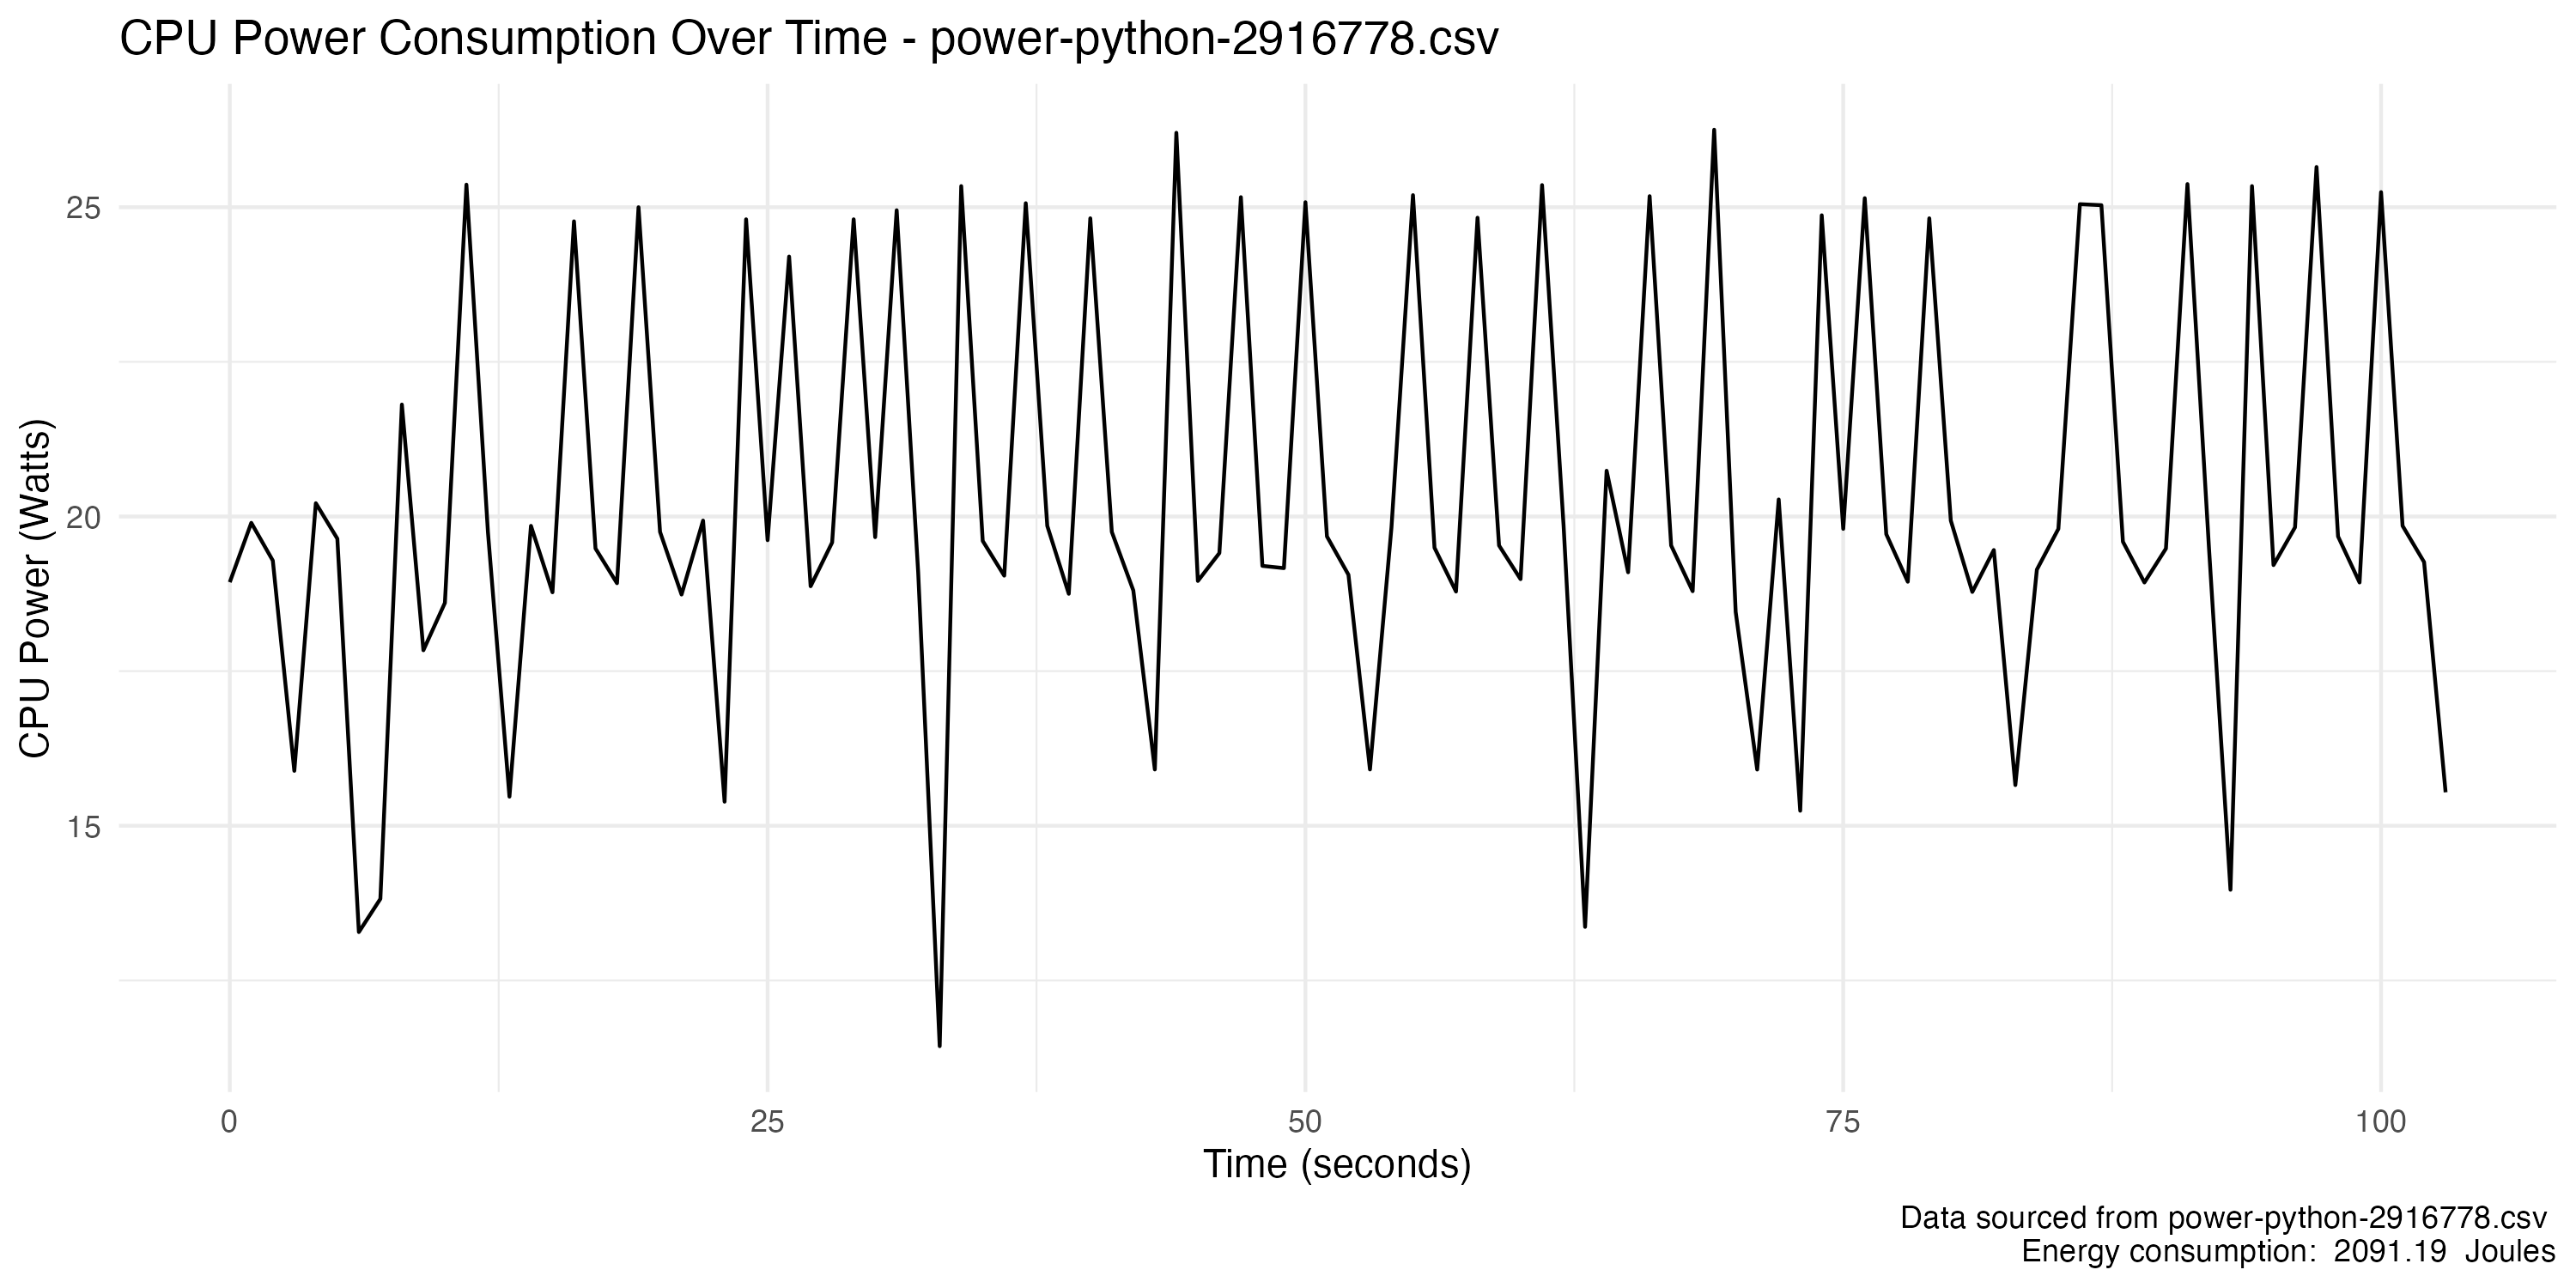 CPU Power Consumption Over Time - power-python-2916778.csv
CPU Power (Watts)
25
20
15
0 25 50 75 100
Time (seconds)
Data sourced from power-python-2916778.csv
Energy consumption: 2091.19 Joules